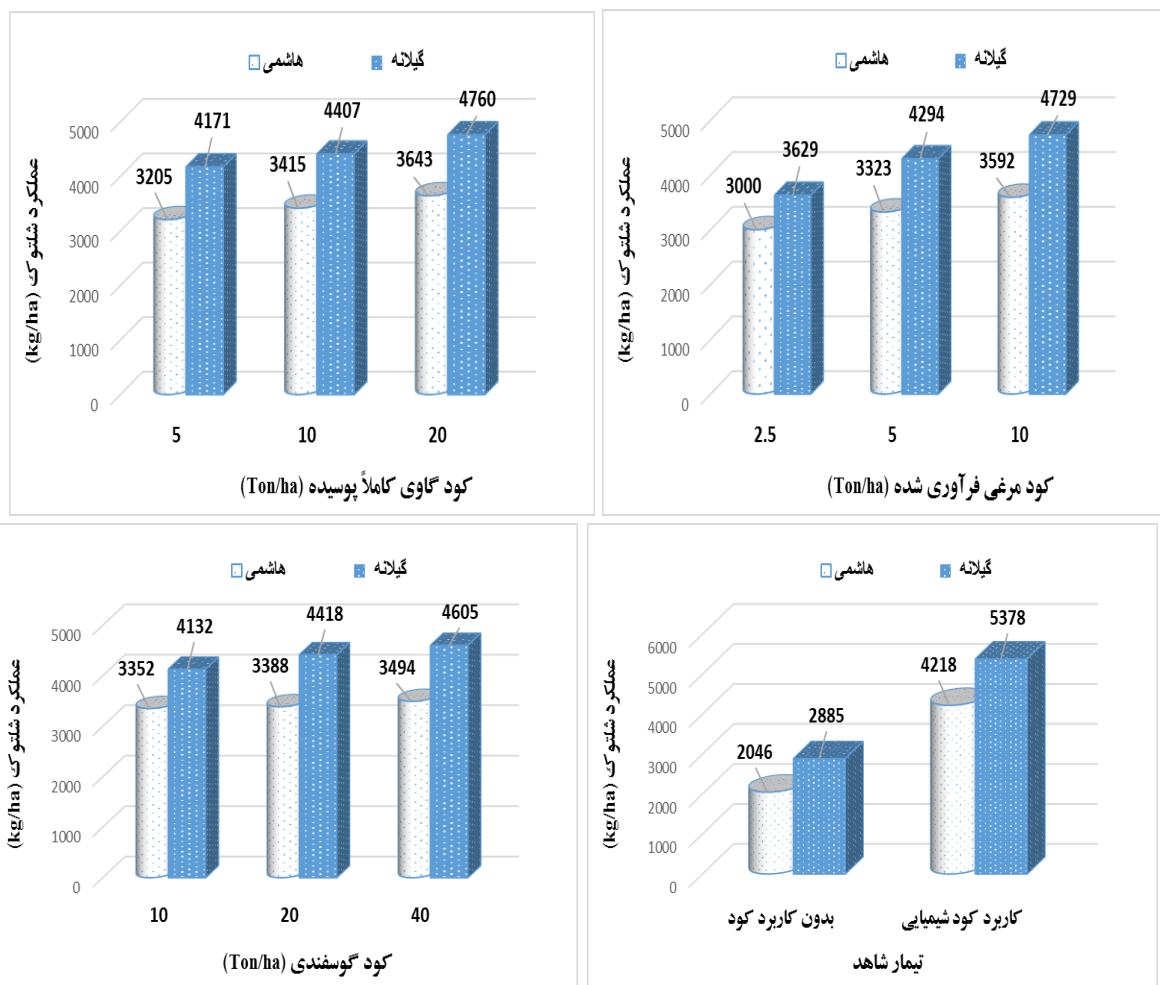 هاشمی گیلانه
4171 4407 4760
3205 3415 3643
5000
4000
3000
2000
1000
0
عملکرد شلتوک (kg/ha)
5 10 20
کود گاوی کاملاً پوسیده (Ton/ha)
هاشمی گیلانه
3629 4294 4729
3000 3323 3592
5000
4000
3000
2000
1000
0
عملکرد شلتوک (kg/ha)
2.5 5 10
کود مرغی فرآوری شده (Ton/ha)
هاشمی گیلانه
4132 4418 4605
3352 3388 3494
5000
4000
3000
2000
1000
0
عملکرد شلتوک (kg/ha)
10 20 40
کود گوسفندی (Ton/ha)
هاشمی گیلانه
2885 5378
2046 4218
6000
5000
4000
3000
2000
1000
0
عملکرد شلتوک (kg/ha)
بدون کاربرد کود کاربرد کود شیمیایی
تیمار شاهد